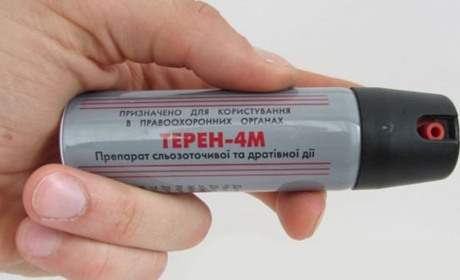 ПРИЗНАЧЕНО ДЛЯ КОРИСТУВАННЯ
В ПРАВООХОРОННИХ ОРГАНАХ
ТЕРЕН-4М
Препарат сльозоточивої та дратівної дії